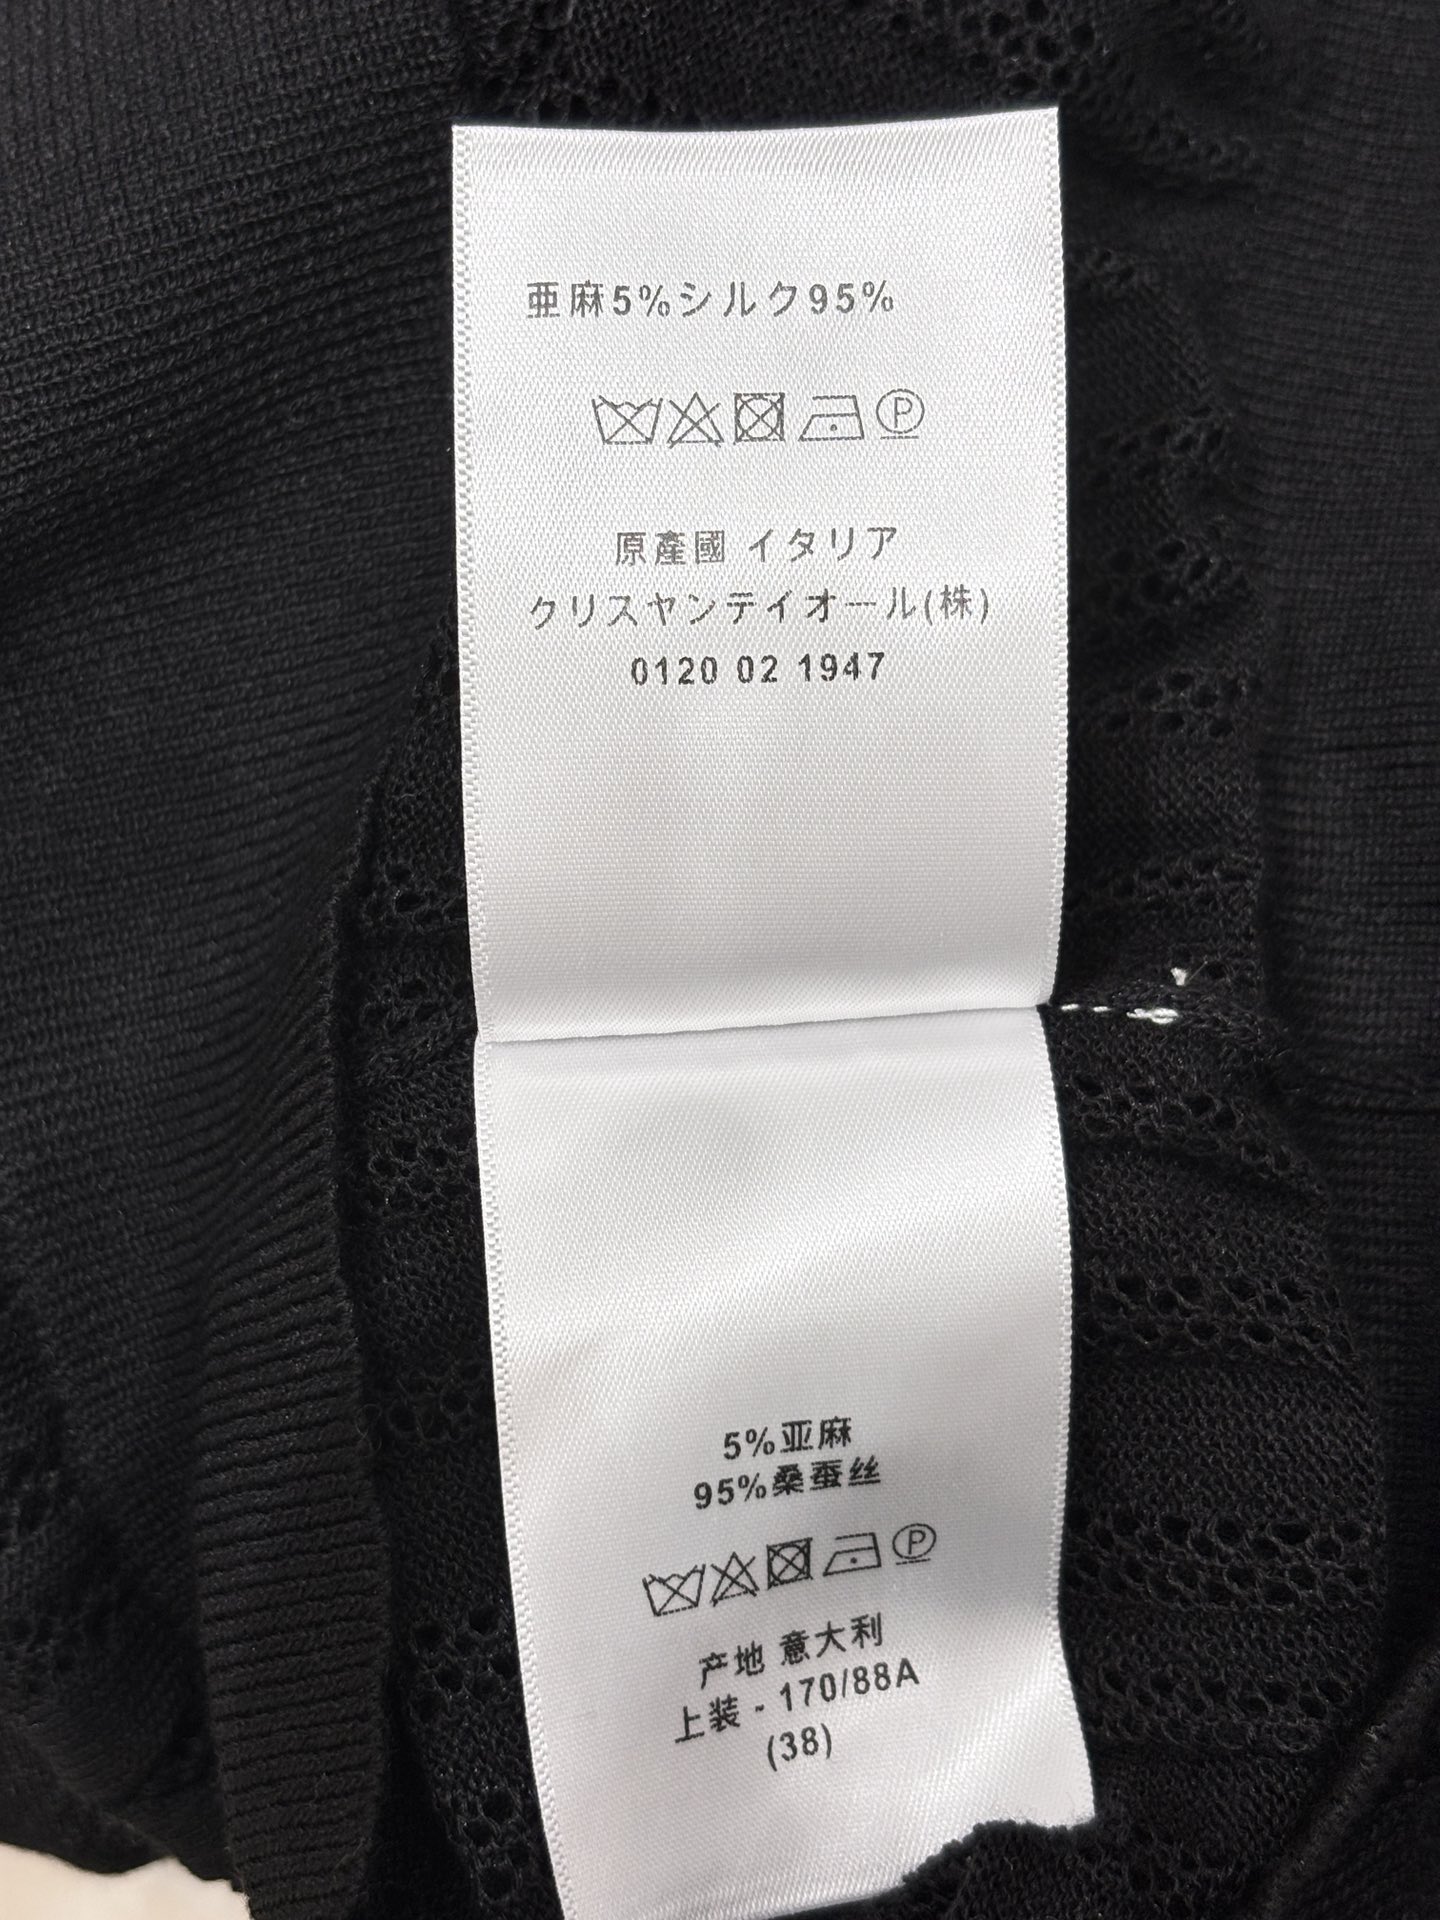 亜麻5%シルク95%
P
原產國 イタリア
クリスヤンテイオール(株)
0120 02 1947
5%亚麻
95%桑蚕丝
P
产地 意大利
上装 - 170/88A
(38)